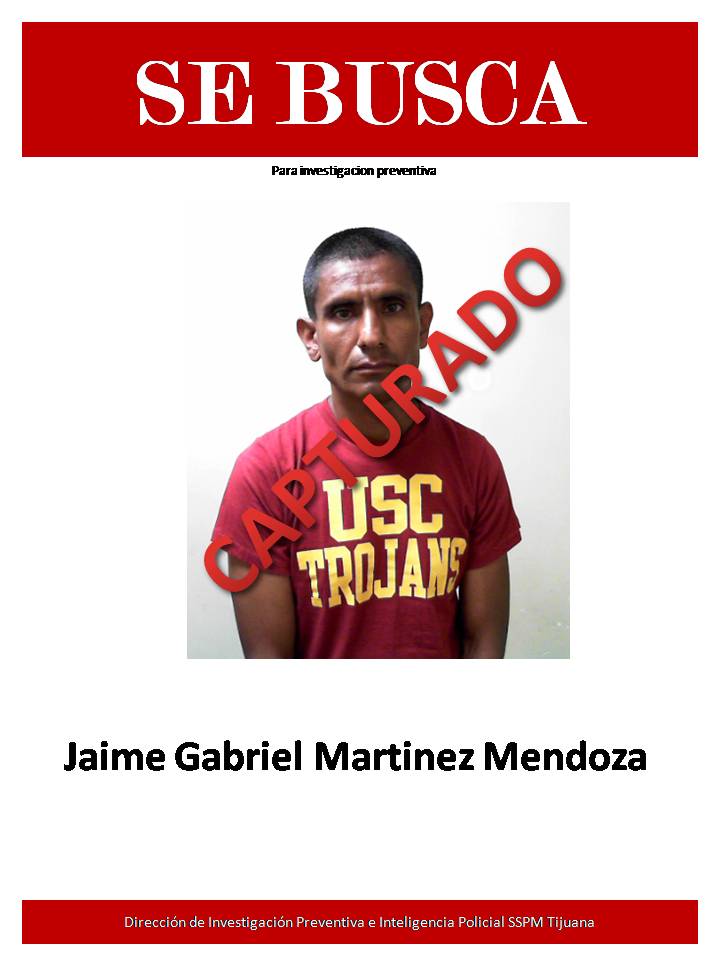 SE BUSCA
Para investigacion preventiva
CAPTURADO
USC
TROJANS
Jaime Gabriel Martinez Mendoza
Dirección de Investigación Preventiva e Inteligencia Policial SSPM Tijuana